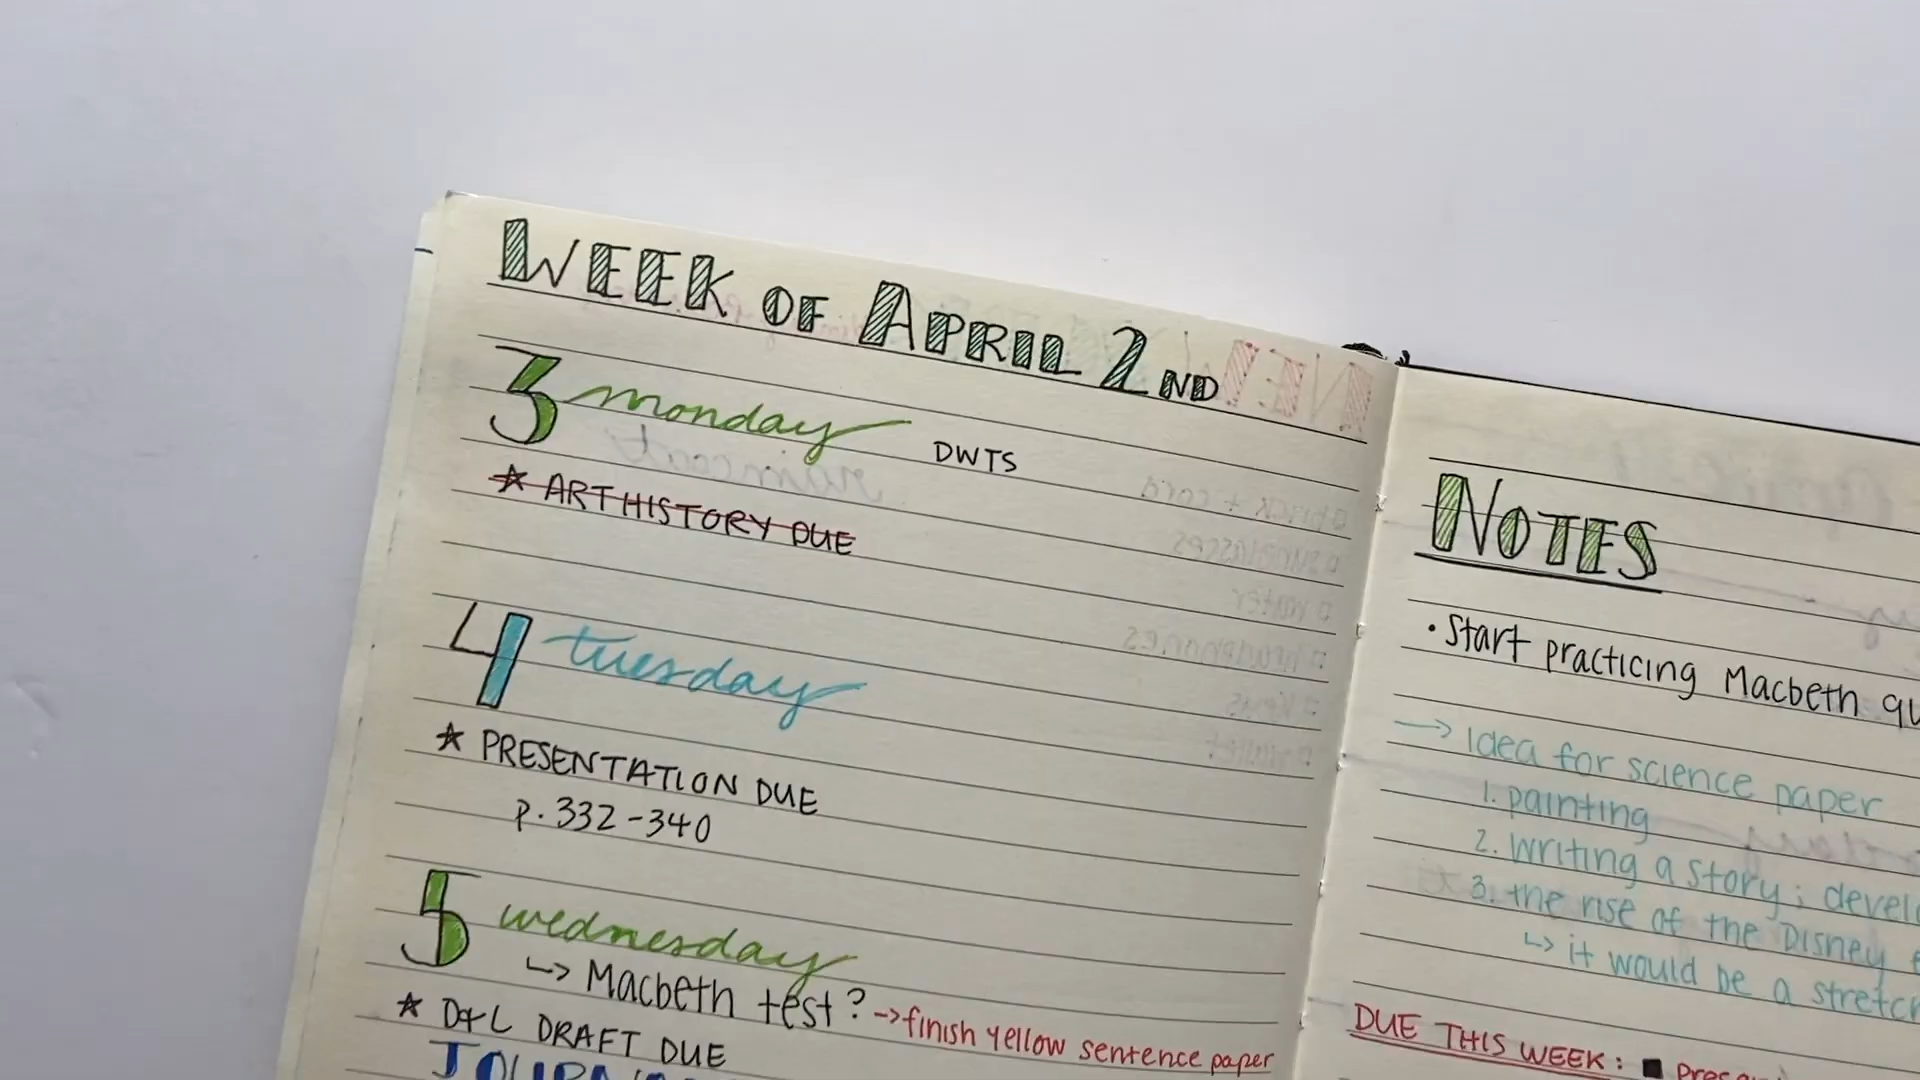 WEEK OF APRIL 2ND
3 monday
DWTS
★ ART HISTORY DUE
4 tuesday
★ PRESENTATION DUE
p. 332-340
5 wednesday
↳ Macbeth test? → finish yellow sentence paper
★ D+L DRAFT DUE
NOTES
• Start practicing Macbeth
→ Idea for science paper
1. painting
2. writing a story;
3. the rise of the Disney
↳ it would be a
DUE THIS WEEK: ■